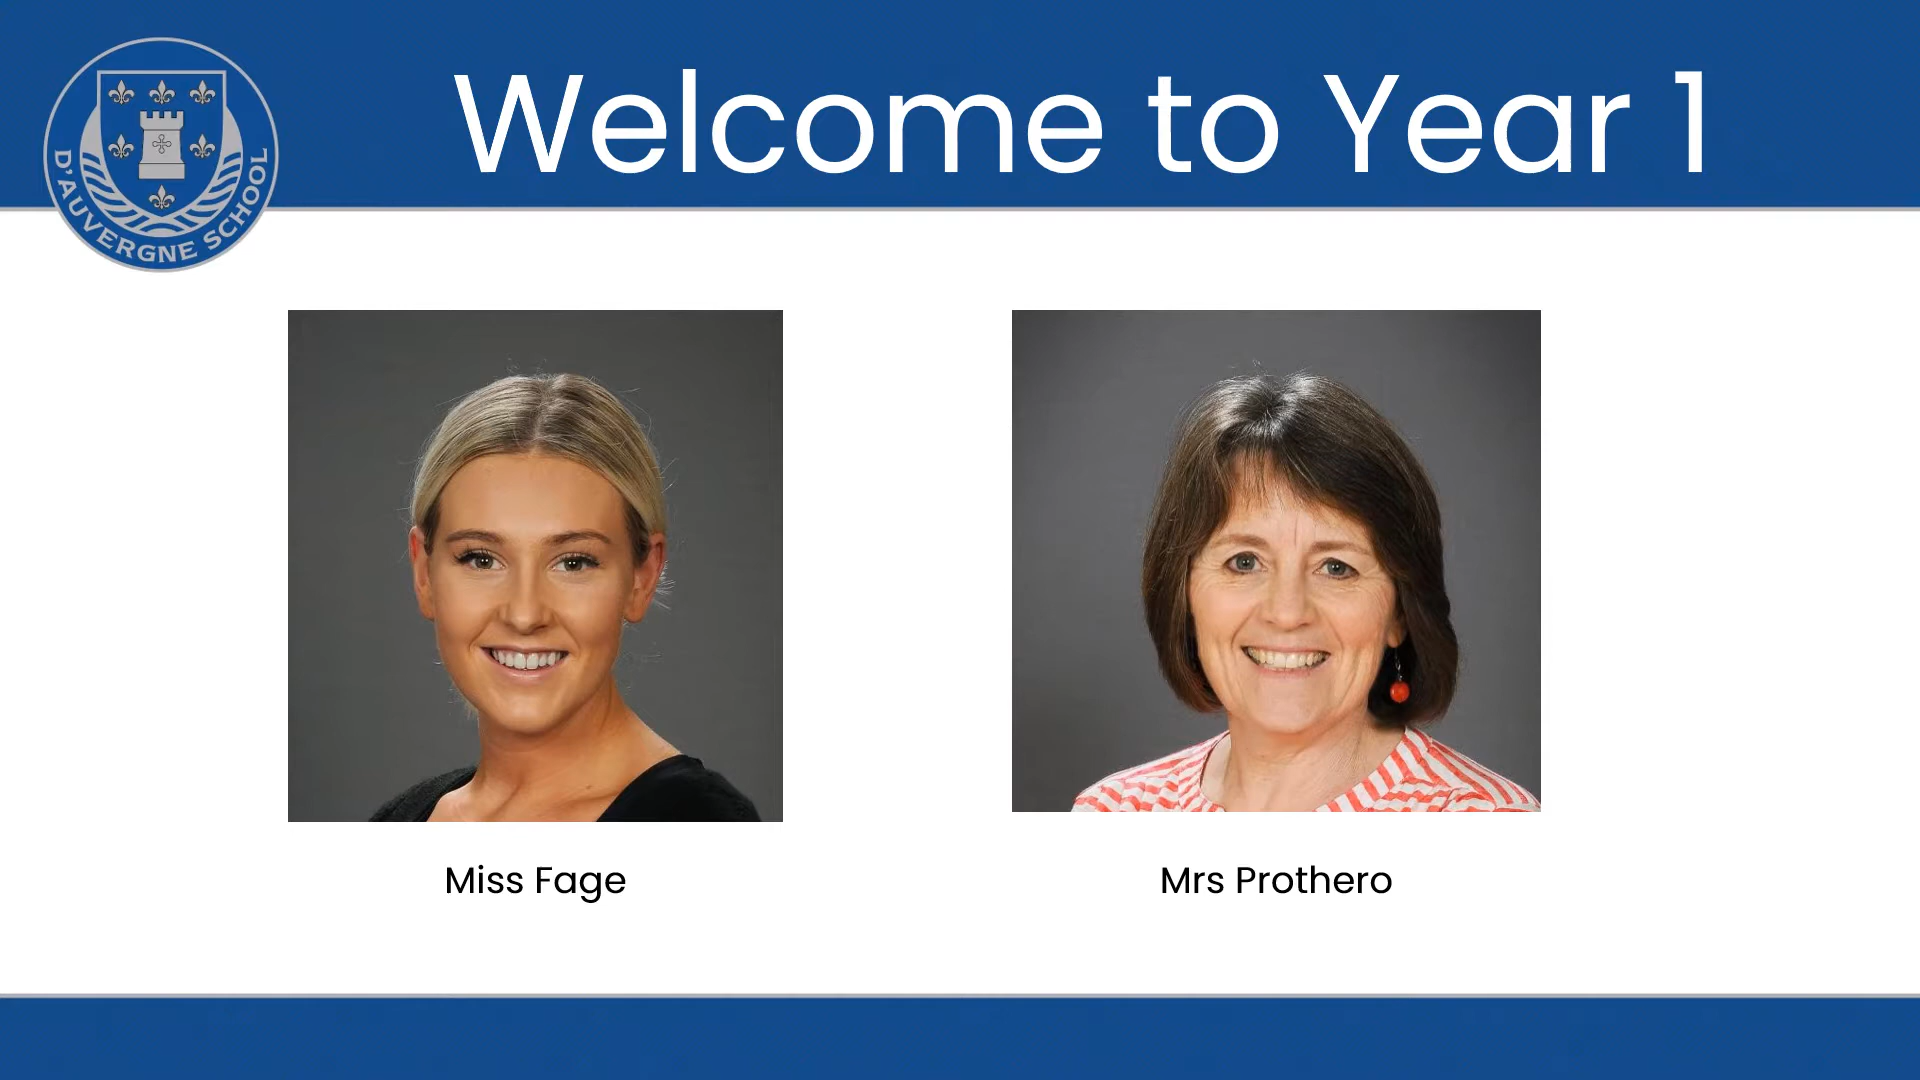 Welcome to Year 1
D'AUVERGNE SCHOOL
Miss Fage
Mrs Prothero